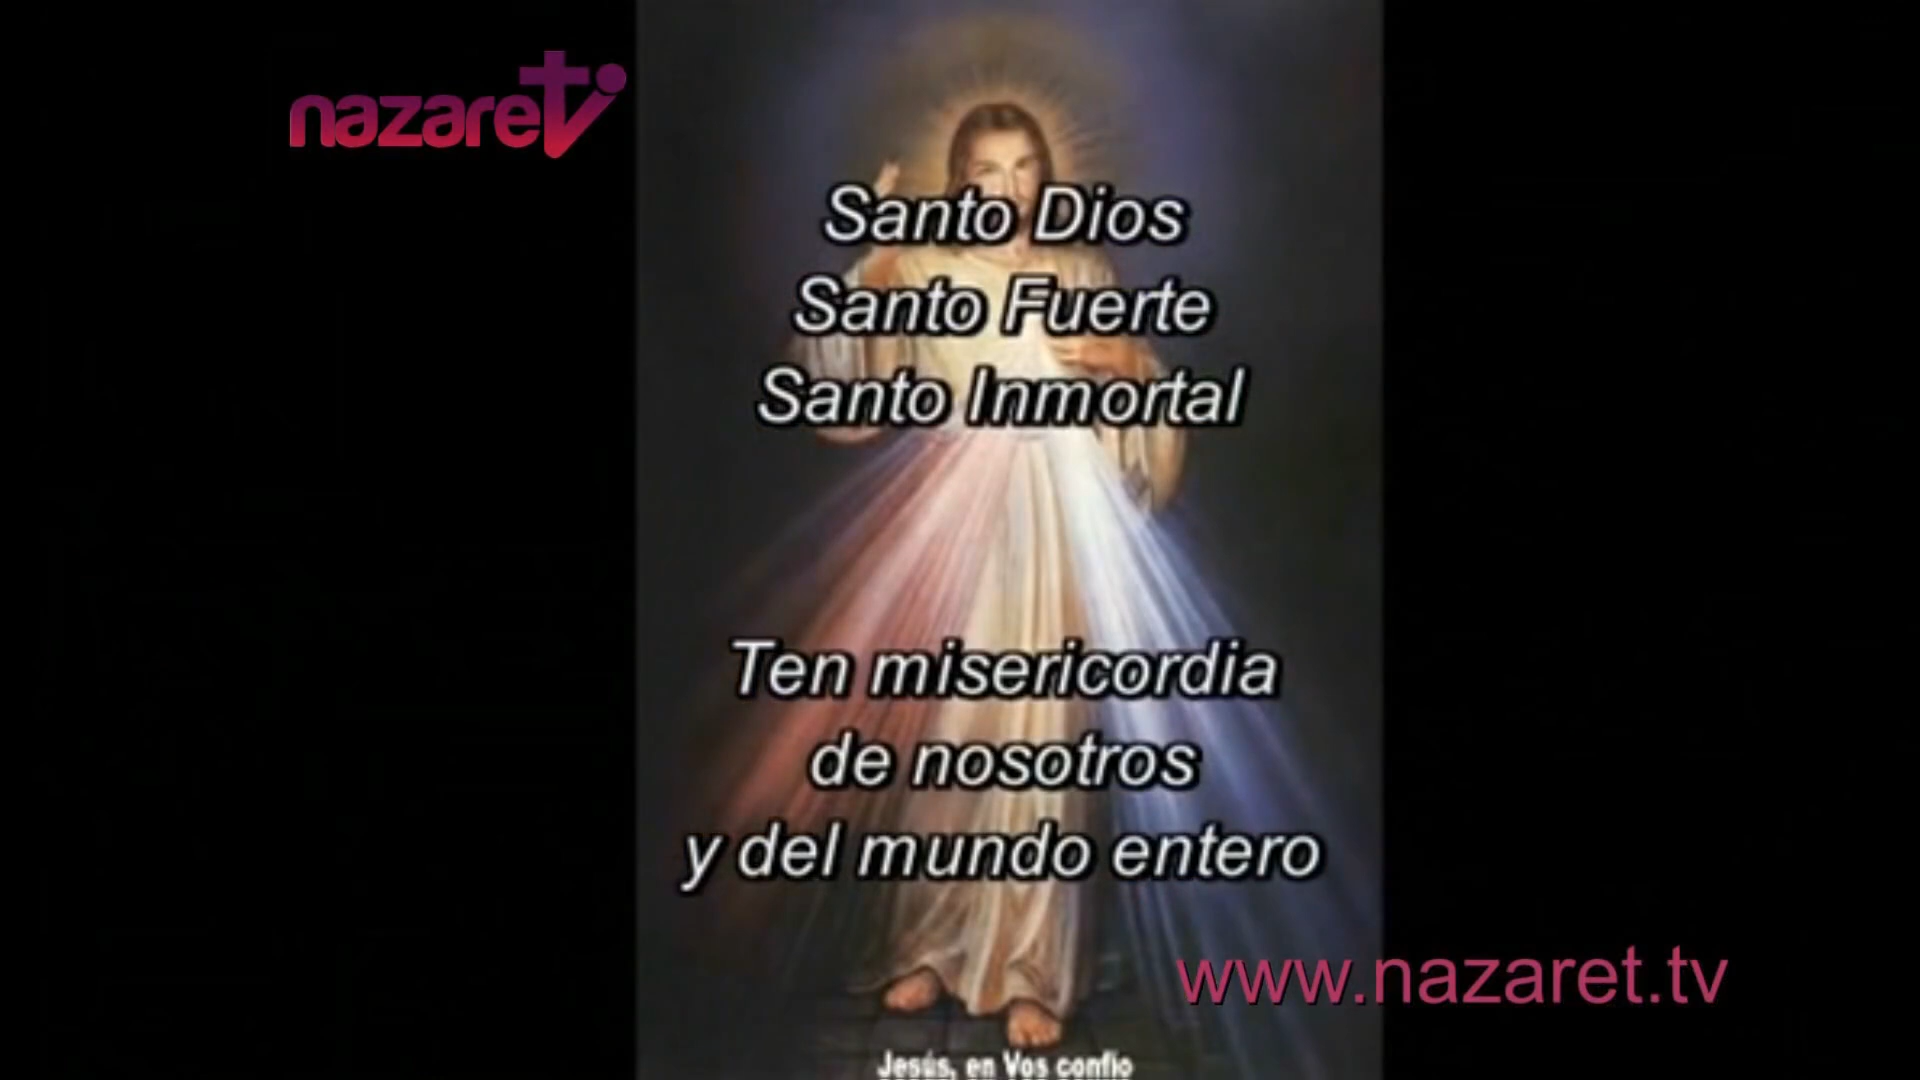 nazaretv
Santo Dios
Santo Fuerte
Santo Inmortal
Ten misericordia
de nosotros
y del mundo entero
www.nazaret.tv
Jesús, en Vos confío